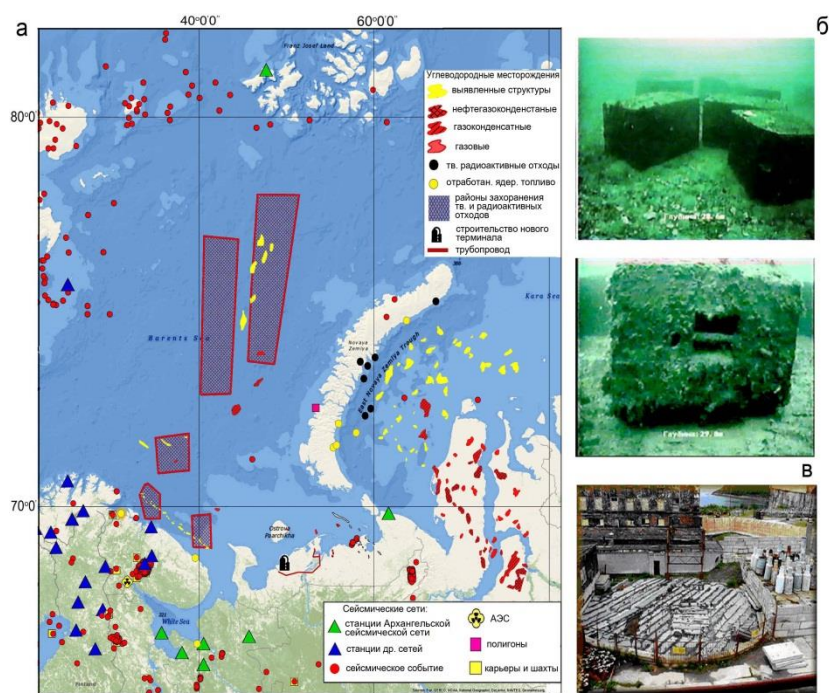 а
40°0'0"
60°0'0"
б
Franz Josef Land
Углеводородные месторождения
выявленные структуры
нефтегазоконденстаные
газоконденсатные
газовые
тв. радиоактивные отходы
отработан. ядер. топливо
районы захоранения
тв. и радиоактивных
отходов
строительство нового
терминала
трубопровод
80°0'
Barents Sea
Kara Sea
Novaya
Zemlya
East Novaya Zemlya Trough
70°0'
Ostrova
White Sea
Finland
Сейсмические сети:
станции Архангельской
сейсмической сети
станции др. сетей
сейсмическое событие
АЭС
полигоны
карьеры и шахты
в